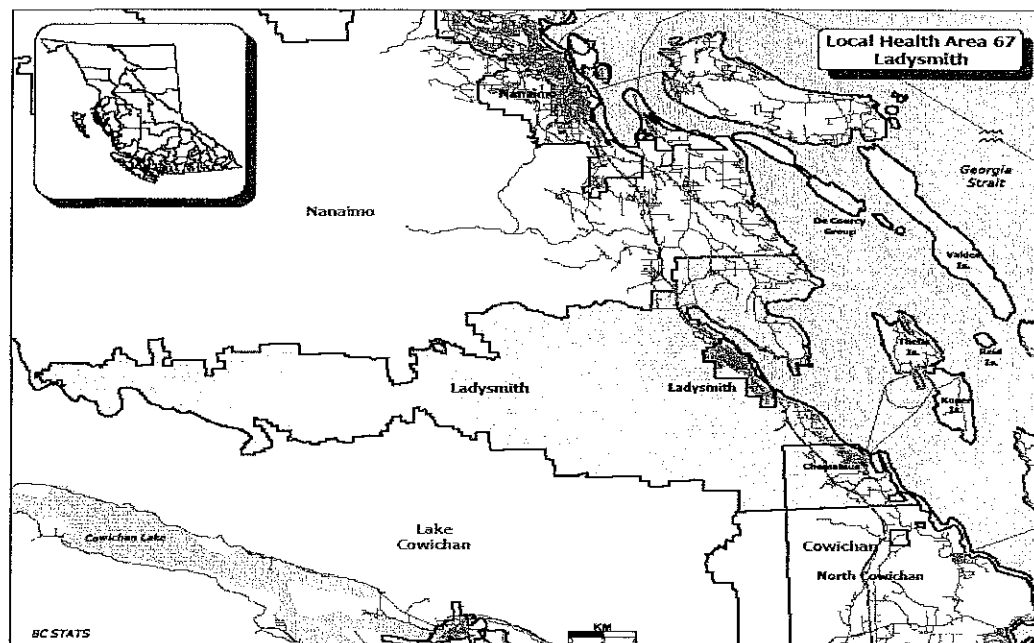 Local Health Area 67
Ladysmith
Nanaimo
Georgia
Strait
Nanaimo
De Courcy
Group
Valdes
Is.
Thetis
Is.
Reid
Is.
Ladysmith
Ladysmith
Kuper
Is.
Chemainus
Cowichan Lake
Lake
Cowichan
Cowichan
North Cowichan
BC STATS
KM